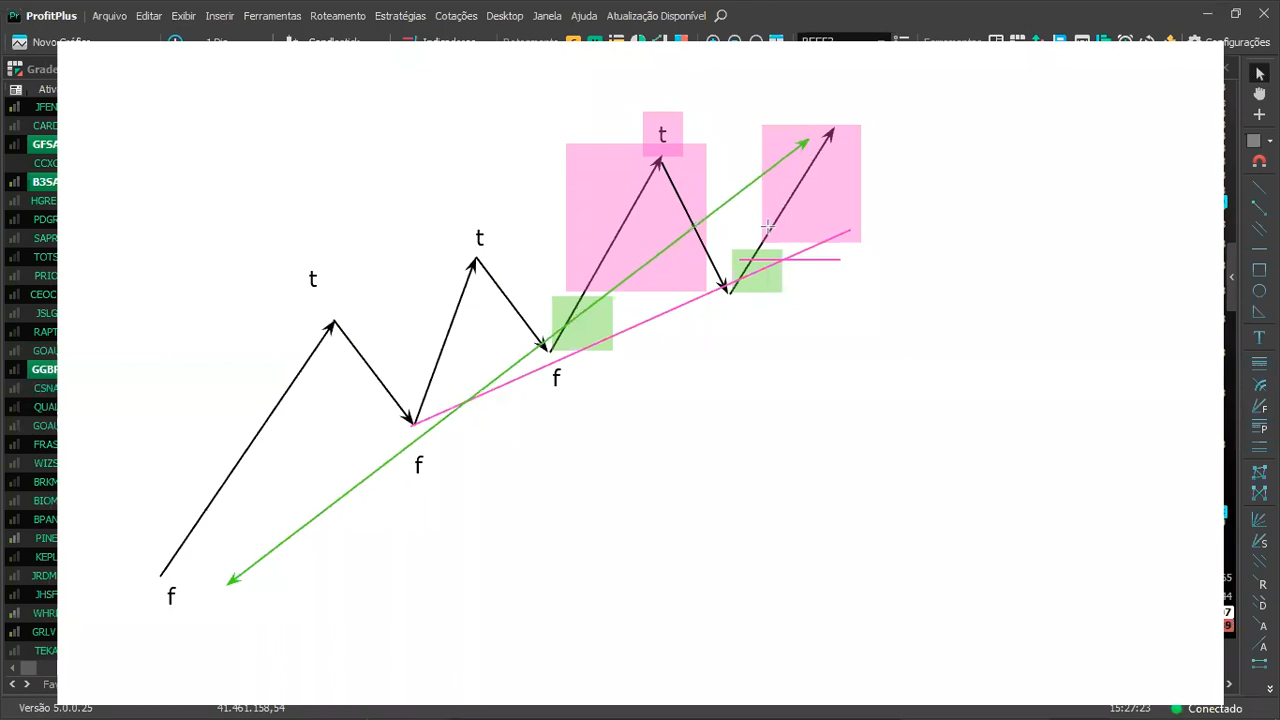 ProfitPlus Arquivo Editar Exibir Inserir Ferramentas Roteamento Estratégias Cotações Desktop Janela Ajuda Atualização Disponível
Configurações
Grade
Ativ
JFEN
CARD
GFSA
CCXC
B3SA
HGRE
PDGR
SAPR
TOTS
PRIO
CEOC
JSLG
RAPT
GOAU
GGBR
CSNA
QUAL
GOAU
FRAS
WIZS
BRKM
BIOM
BPAN
PINE
KEPL
JRDM
JHSF
WHRL
GRLV
TEKA
t
t
t
f
f
f
T
F
P
S
R
D
A
A
Fav
Versão 5.0.0.25 41.461.158,54 15:27:23 Conectado